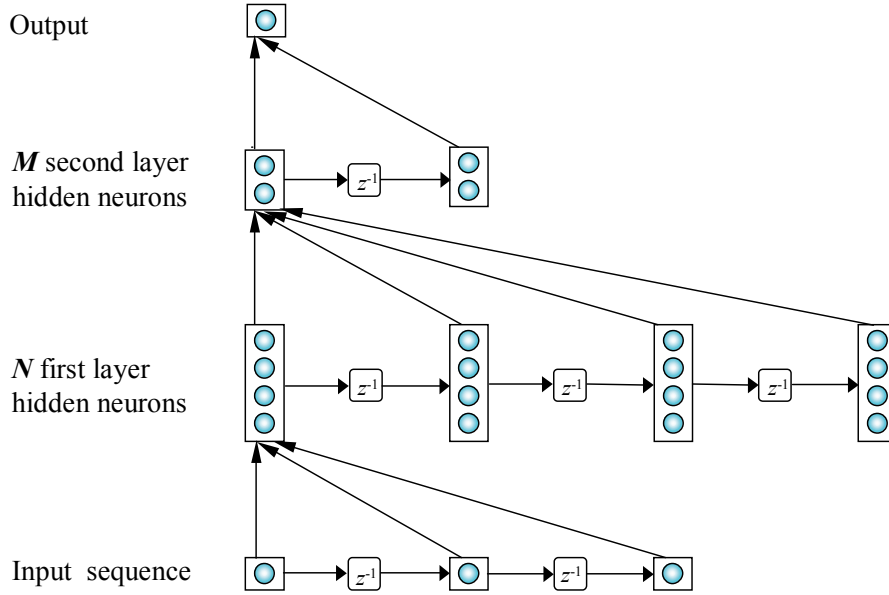 Output
M second layer
hidden neurons
z⁻¹
N first layer
hidden neurons
z⁻¹
z⁻¹
z⁻¹
Input sequence
z⁻¹
z⁻¹